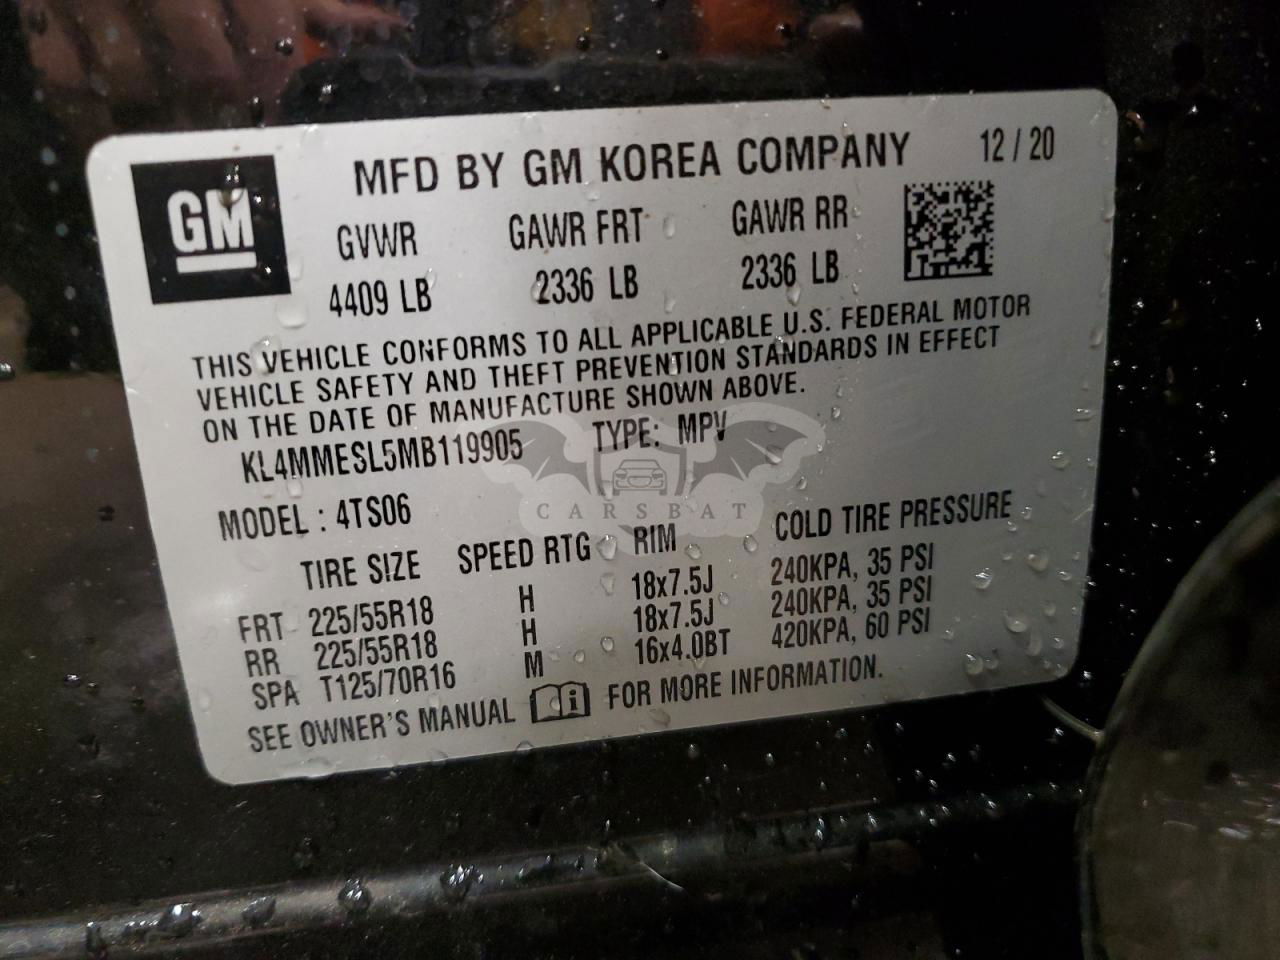 GM
MFD BY GM KOREA COMPANY 12 / 20
GVWR GAWR FRT GAWR RR
4409 LB 2336 LB 2336 LB
THIS VEHICLE CONFORMS TO ALL APPLICABLE U.S. FEDERAL MOTOR
VEHICLE SAFETY AND THEFT PREVENTION STANDARDS IN EFFECT
ON THE DATE OF MANUFACTURE SHOWN ABOVE.
KL4MMESL5MB119905 TYPE: MPV
CARSBAT
MODEL : 4TS06
TIRE SIZE SPEED RTG RIM COLD TIRE PRESSURE
FRT 225/55R18 H 18x7.5J 240KPA, 35 PSI
RR 225/55R18 H 18x7.5J 240KPA, 35 PSI
SPA T125/70R16 M 16x4.0BT 420KPA, 60 PSI
SEE OWNER'S MANUAL i FOR MORE INFORMATION.